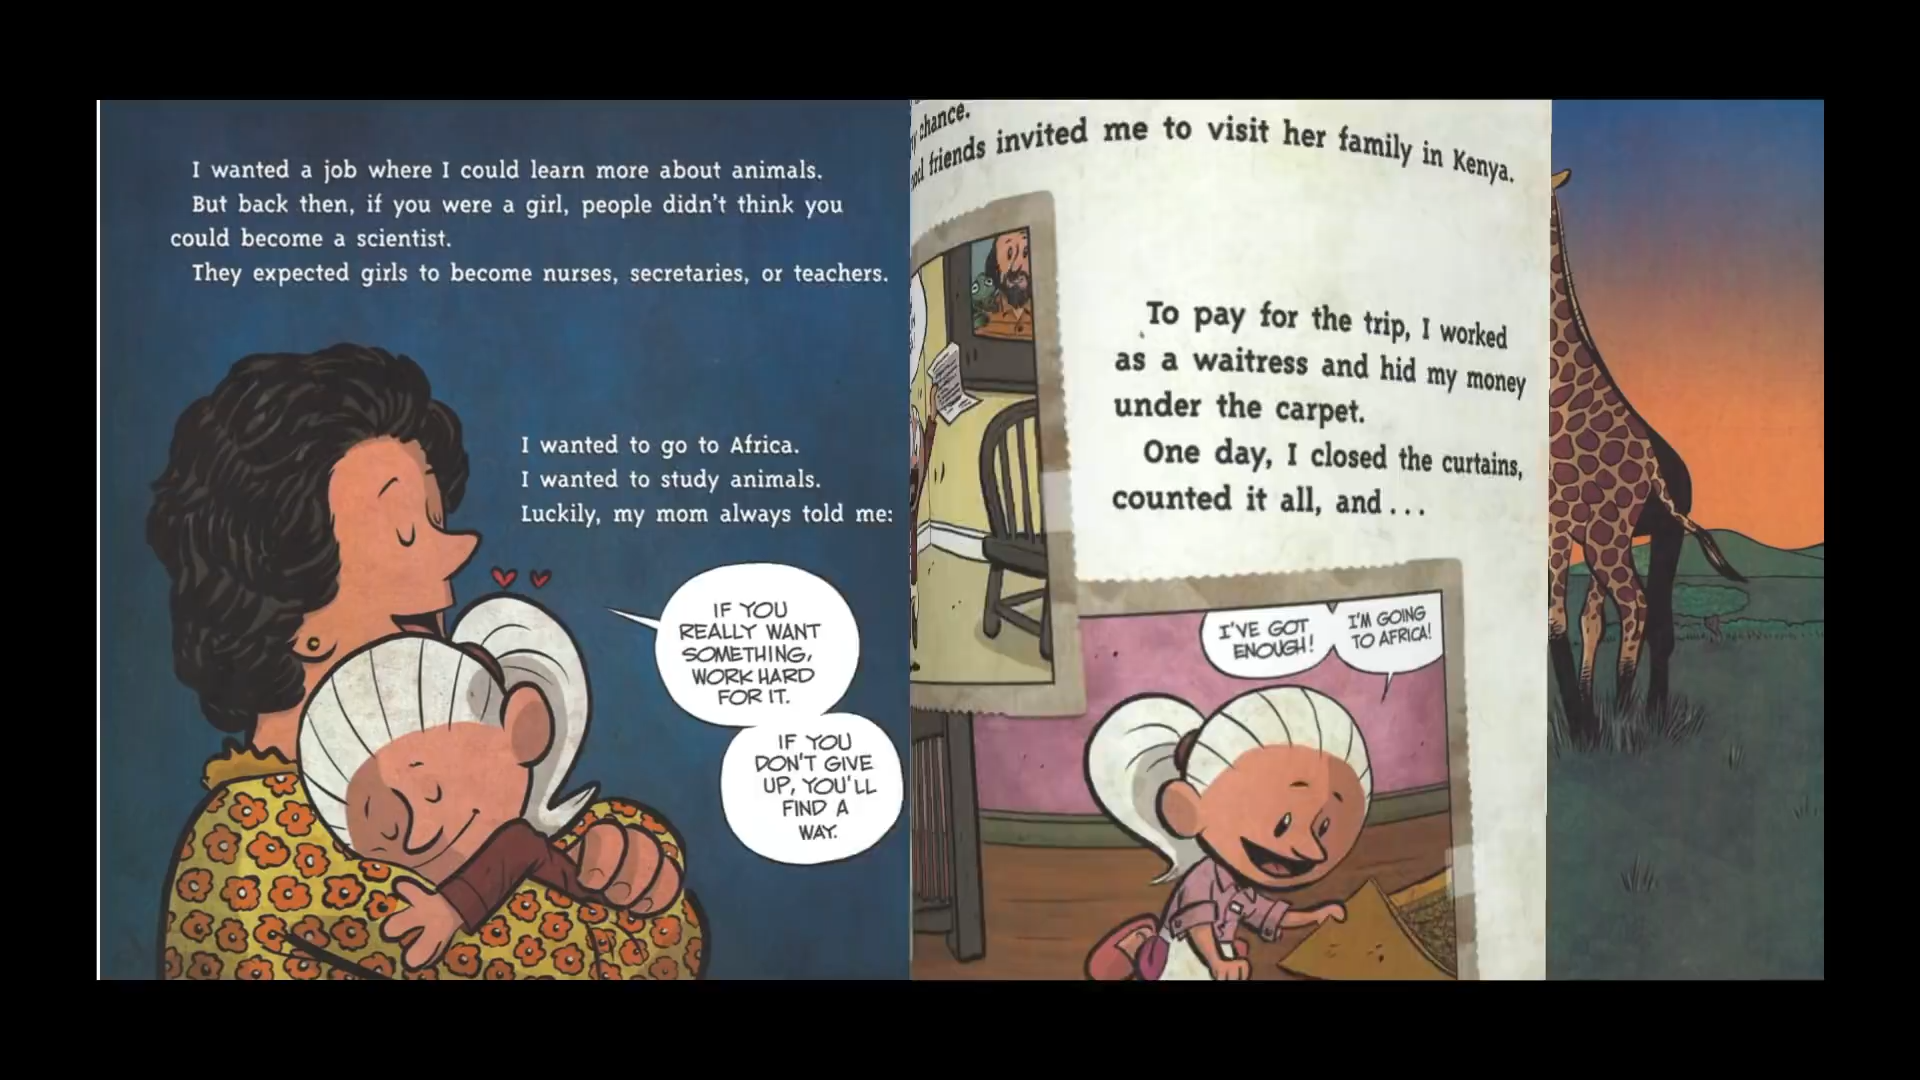 I wanted a job where I could learn more about animals.
But back then, if you were a girl, people didn't think you
could become a scientist.
They expected girls to become nurses, secretaries, or teachers.
I wanted to go to Africa.
I wanted to study animals.
Luckily, my mom always told me:
IF YOU
REALLY WANT
SOMETHING,
WORK HARD
FOR IT.
IF YOU
DON'T GIVE
UP, YOU'LL
FIND A
WAY.
chance.
friends invited me to visit her family in Kenya.
To pay for the trip, I worked
as a waitress and hid my money
under the carpet.
One day, I closed the curtains,
counted it all, and...
I'VE GOT
ENOUGH!
I'M GOING
TO AFRICA!